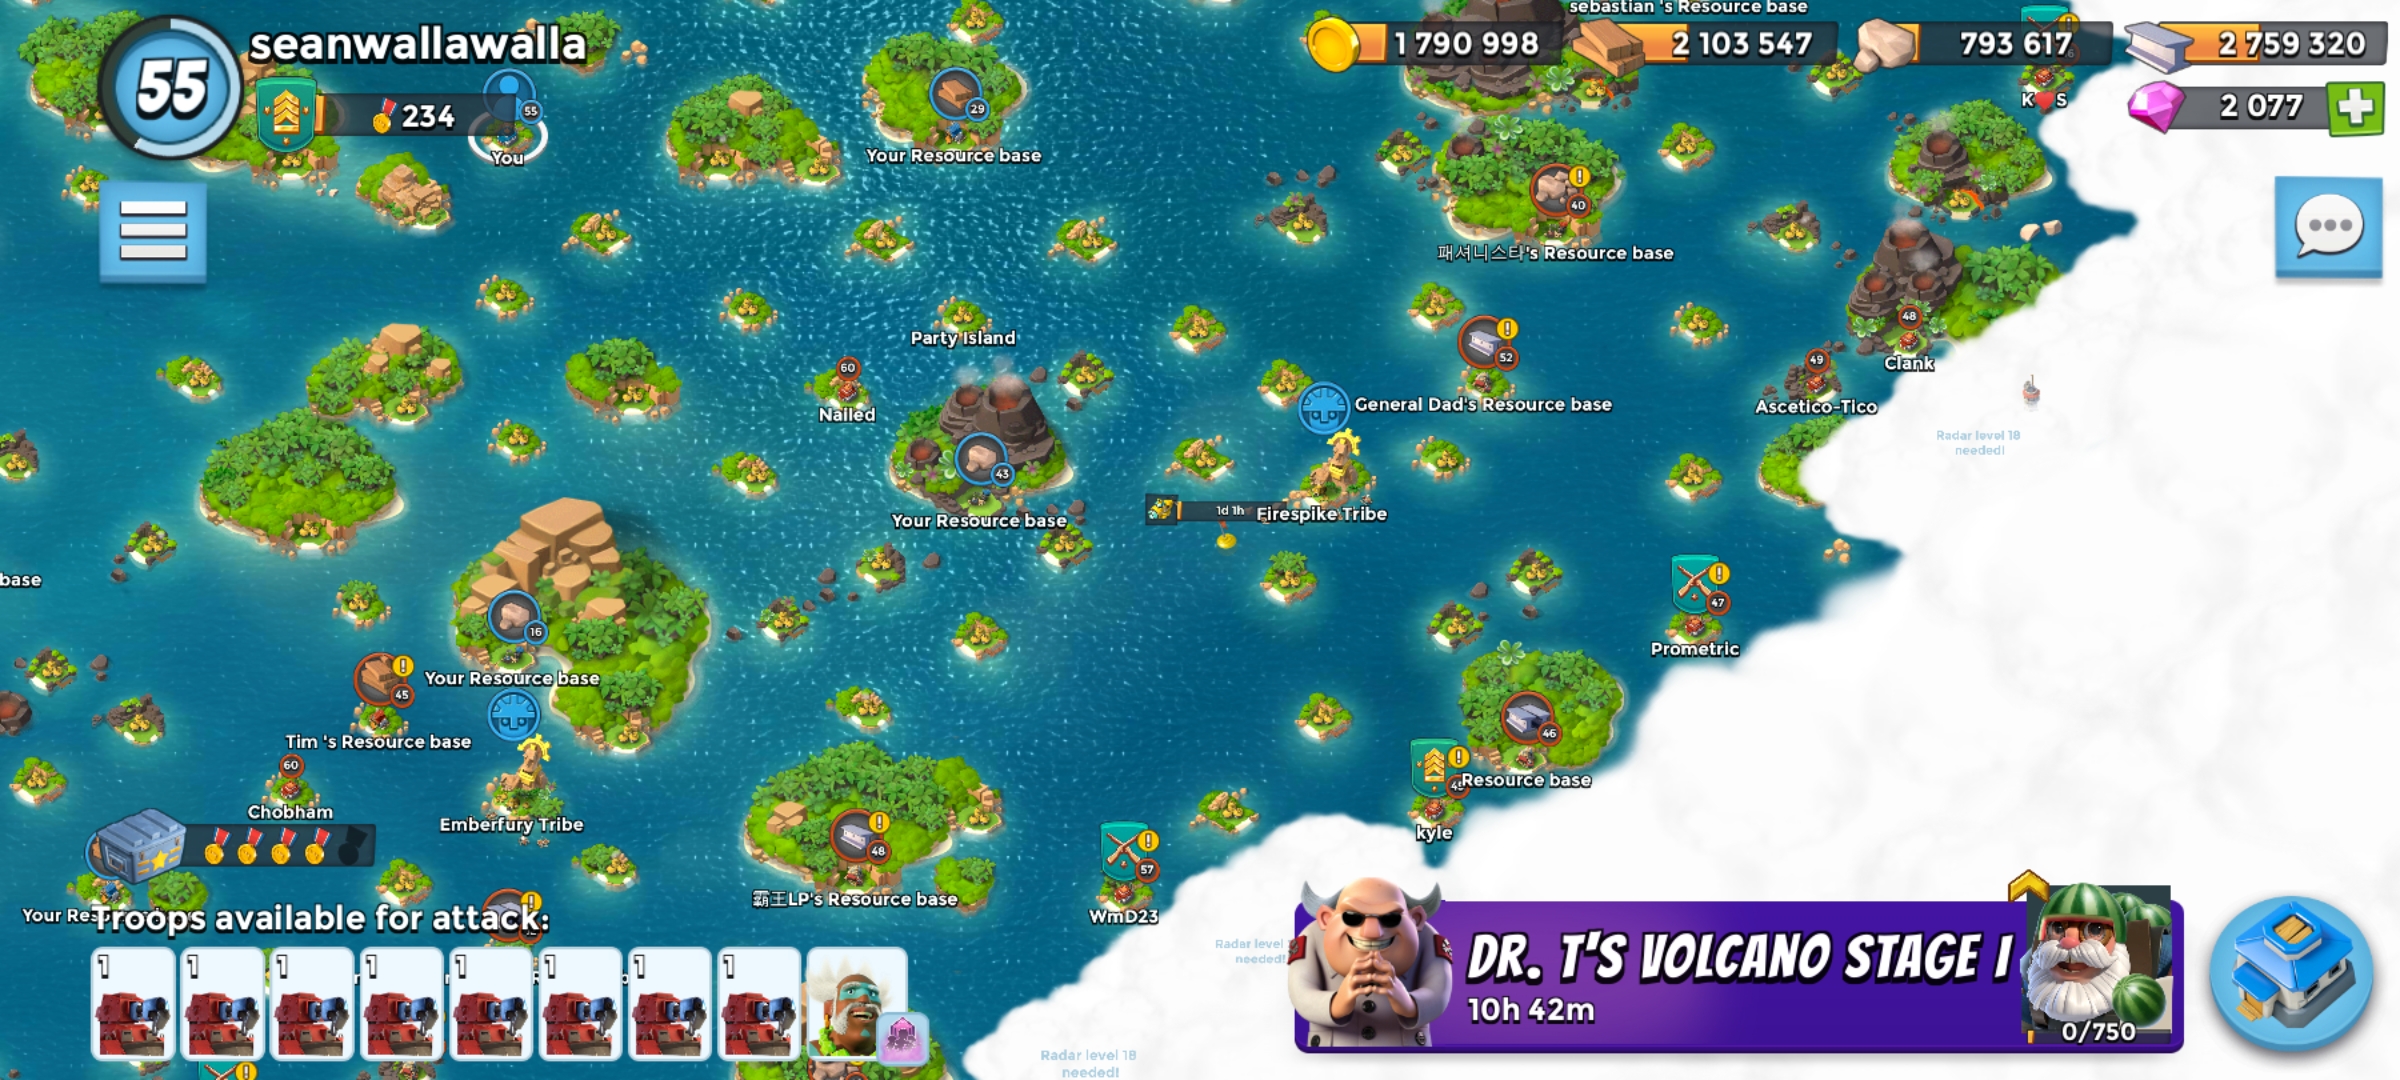 sebastian 's Resource base
55
seanwallawalla
1 790 998
2 103 547
793 617
2 759 320
234
2 077
55
You
29
Your Resource base
K❤️S
40
패셔니스타's Resource base
Party Island
60
Nailed
52
General Dad's Resource base
48
Clank
49
Ascetico-Tico
Radar level 18
needed!
43
Your Resource base
1d 1h
Firespike Tribe
base
47
Prometric
16
Your Resource base
45
Tim 's Resource base
46
Resource base
60
Chobham
Emberfury Tribe
kyle
48
霸王LP's Resource base
57
WmD23
Troops available for attack:
Radar level
needed!
1
1
1
1
1
1
1
1
DR. T'S VOLCANO STAGE I
10h 42m
0/750
Radar level 18
needed!